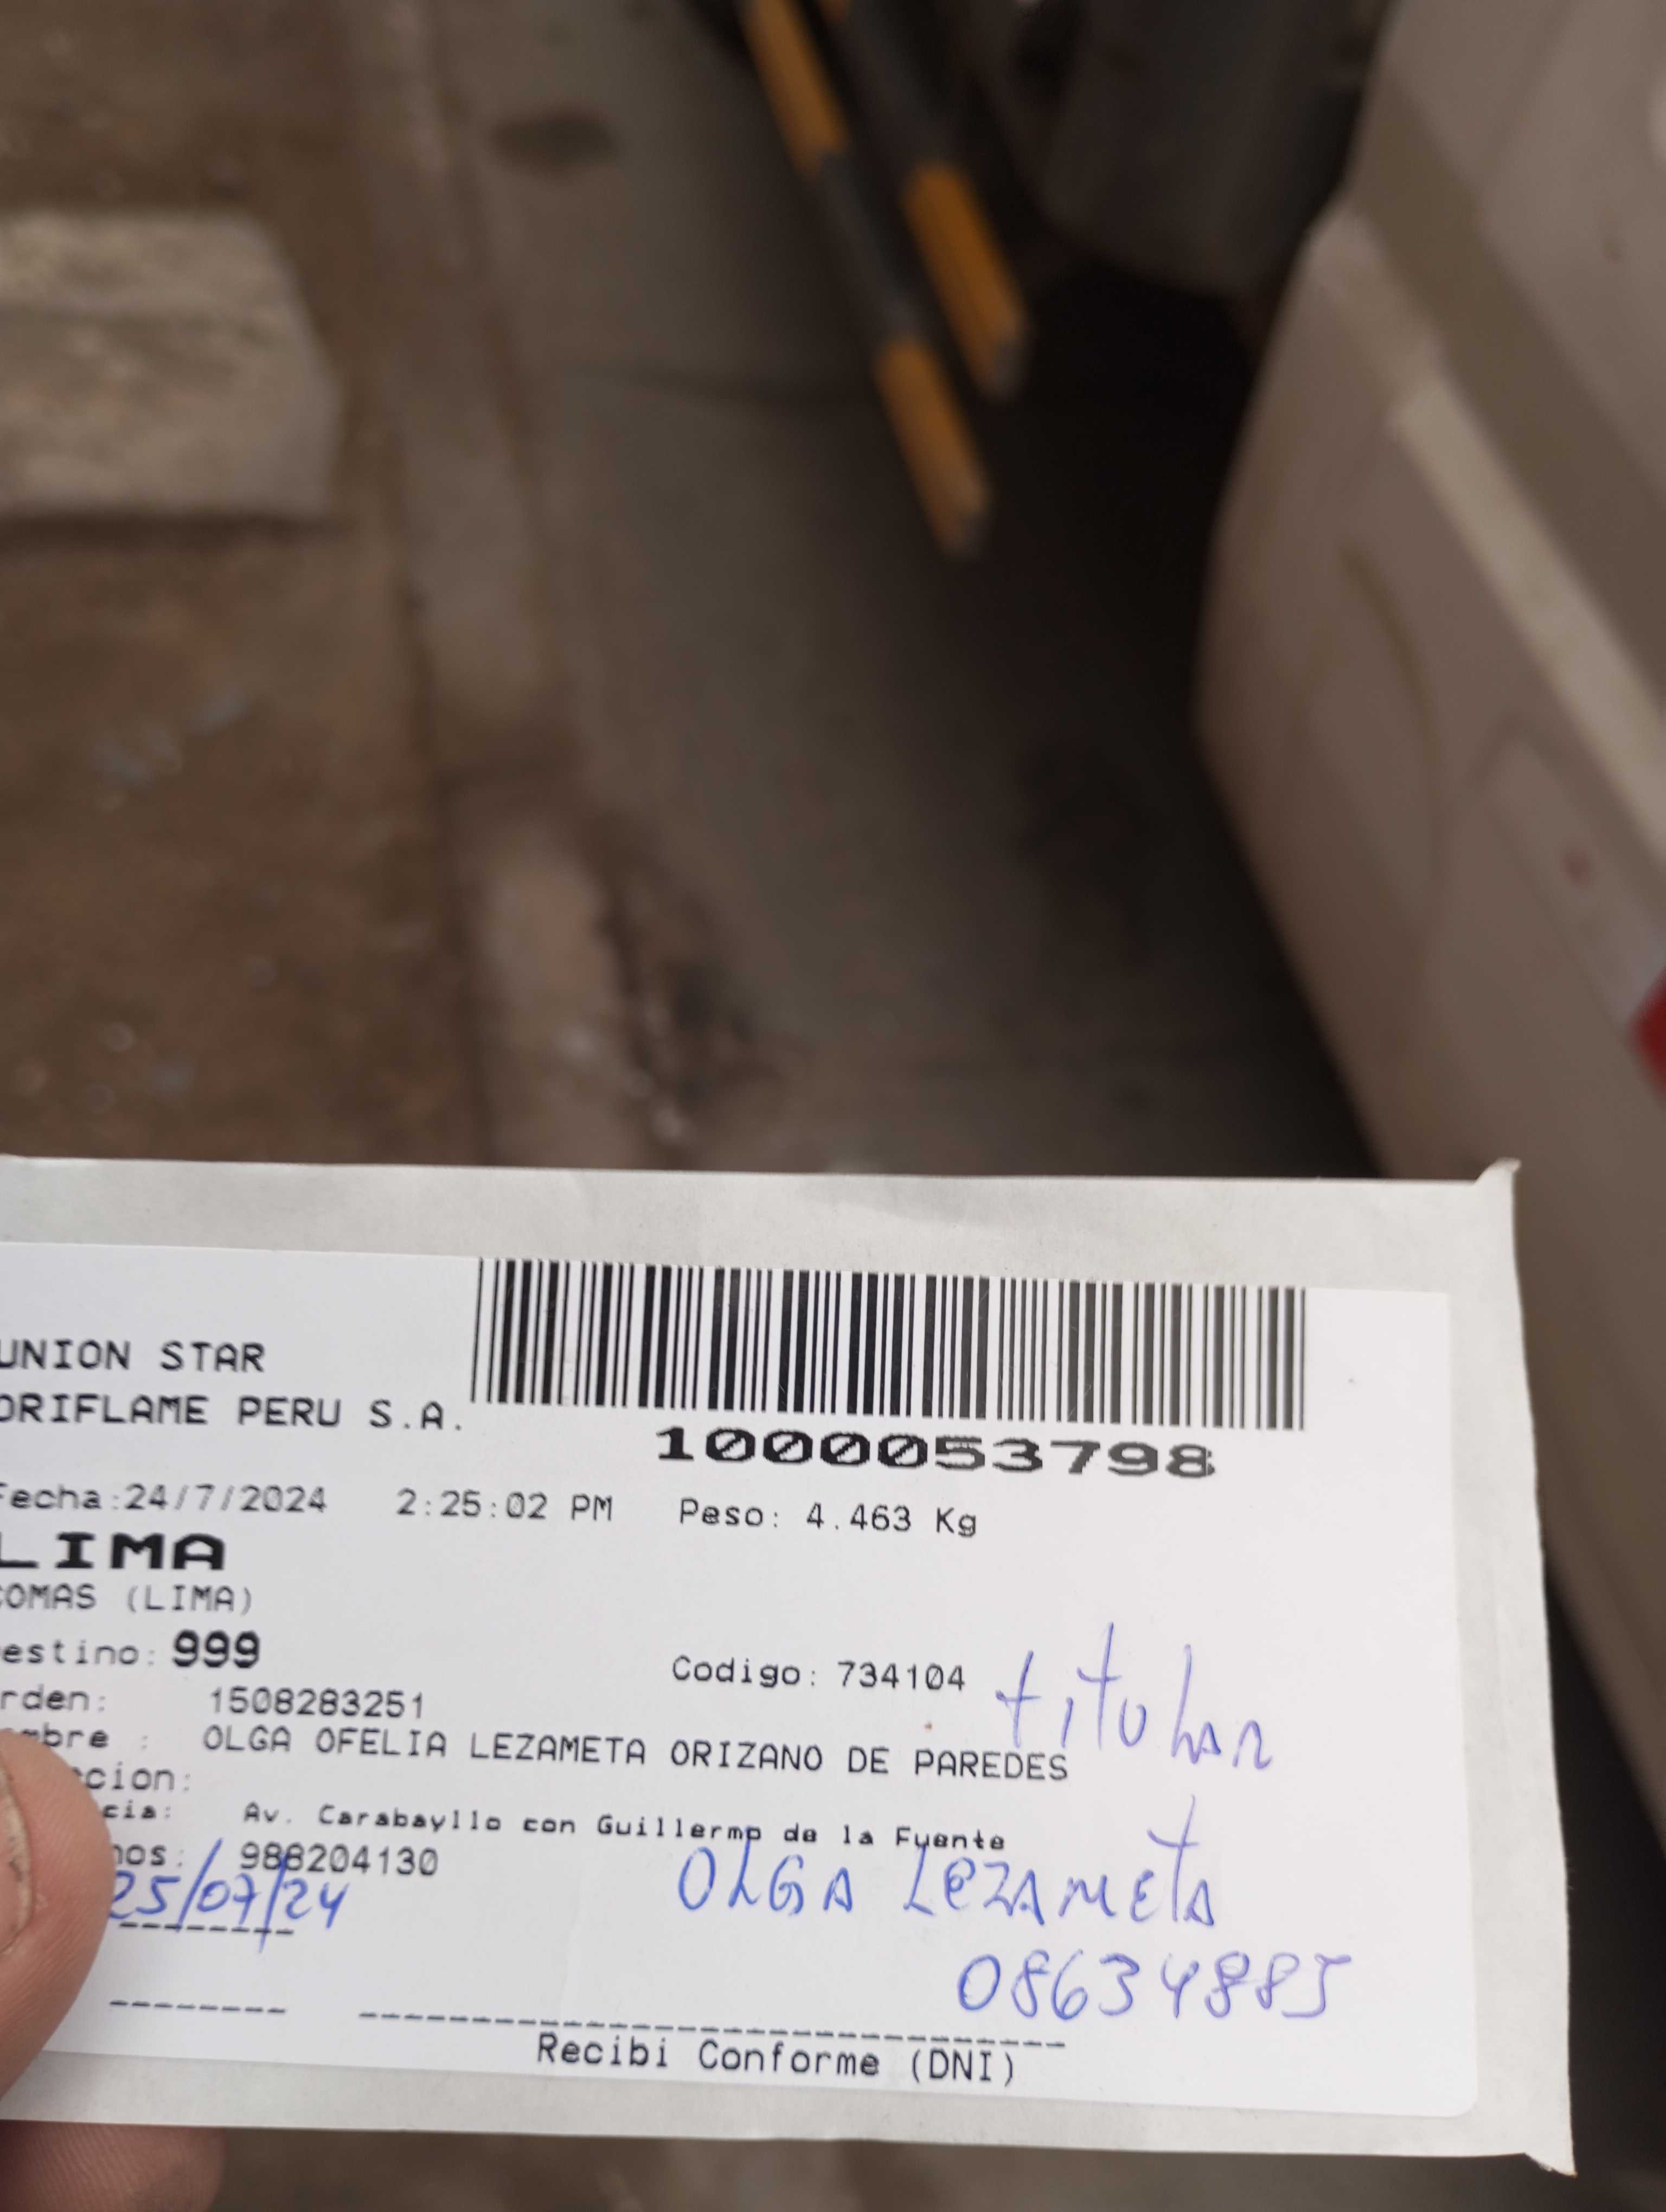 UNION STAR
ORIFLAME PERU S.A.
1000053798
Fecha:24/7/2024 2:25:02 PM Peso: 4.463 Kg
LIMA
COMAS (LIMA)
estino: 999
Codigo: 734104 titular
rden: 1508283251
mbre : OLGA OFELIA LEZAMETA ORIZANO DE PAREDES
cion:
cia: Av. Carabayllo con Guillermo de la Fuente
nos: 988204130
25/07/24 OLGA LEZAMETA
08634885
Recibi Conforme (DNI)